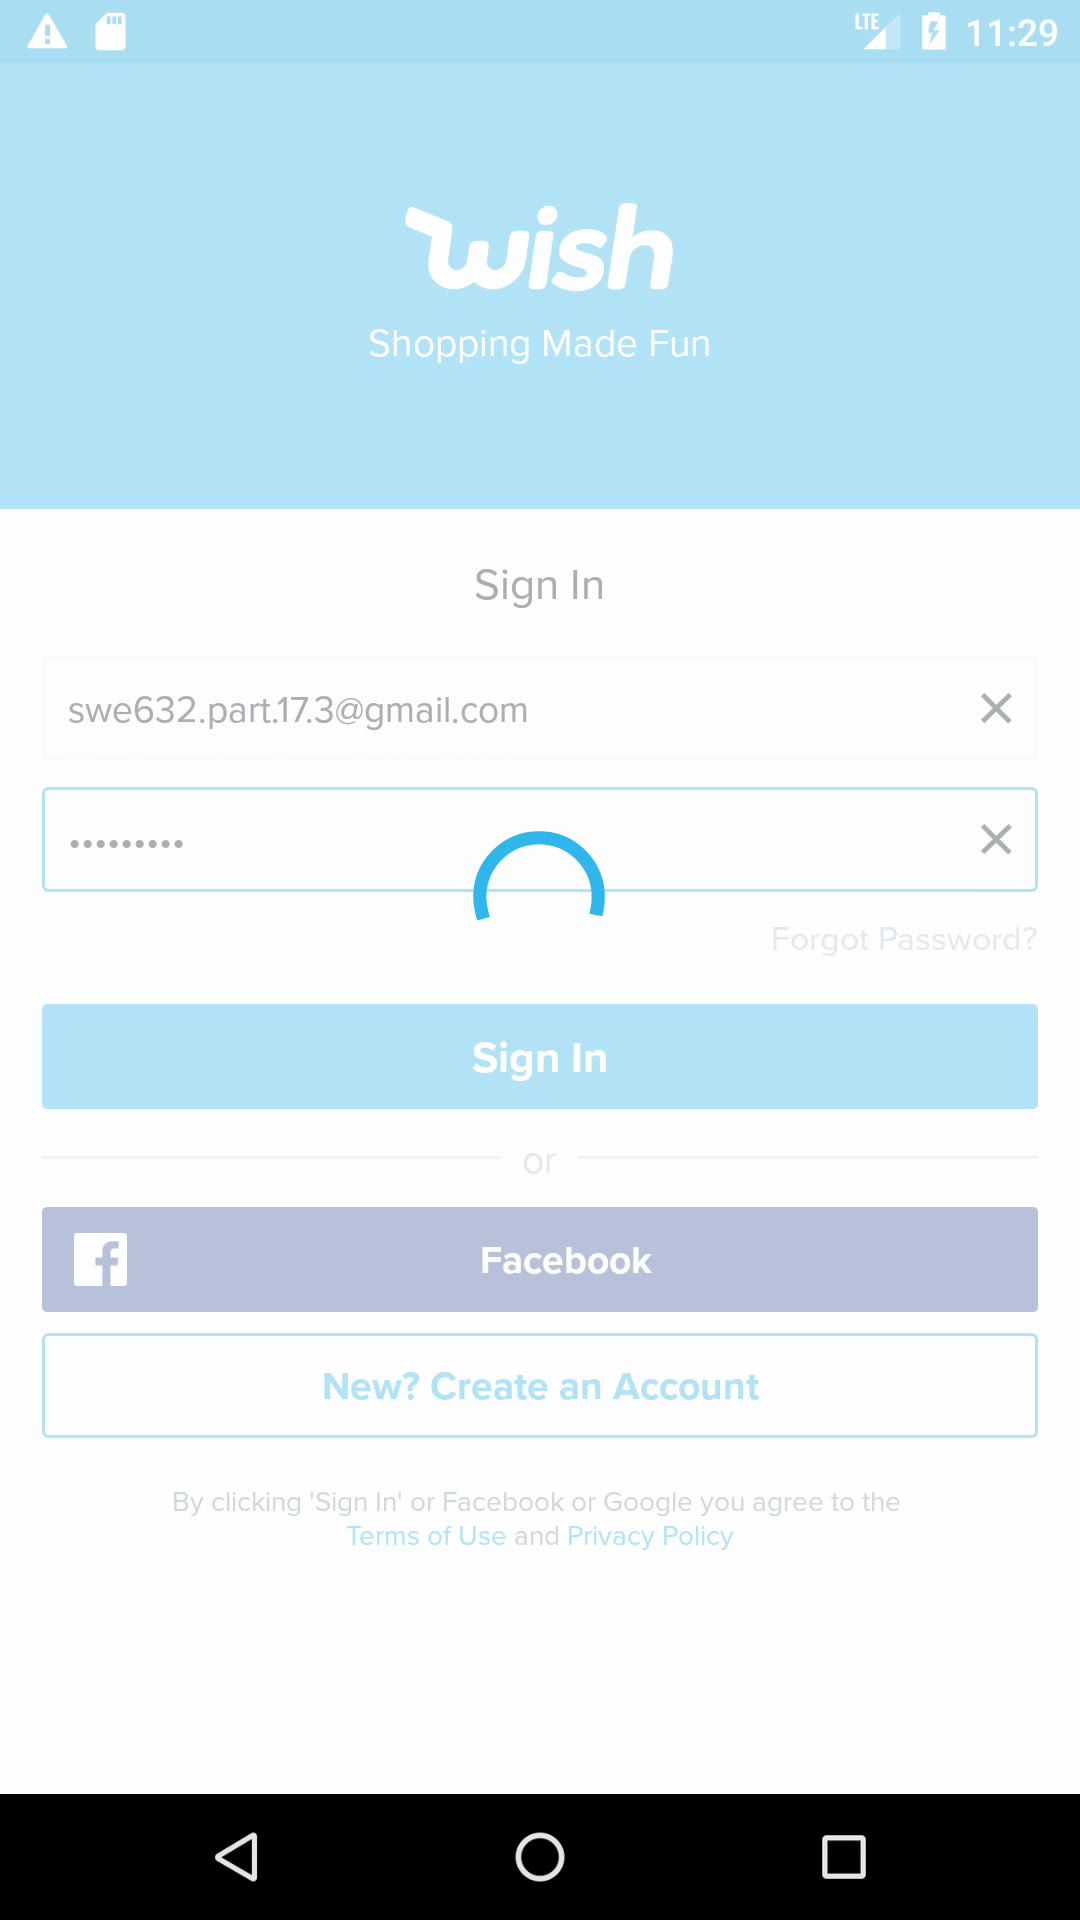 LTE 11:29
wish
Shopping Made Fun
Sign In
swe632.part.17.3@gmail.com
•••••••••
Forgot Password?
Sign In
or
Facebook
New? Create an Account
By clicking 'Sign In' or Facebook or Google you agree to the
Terms of Use and Privacy Policy